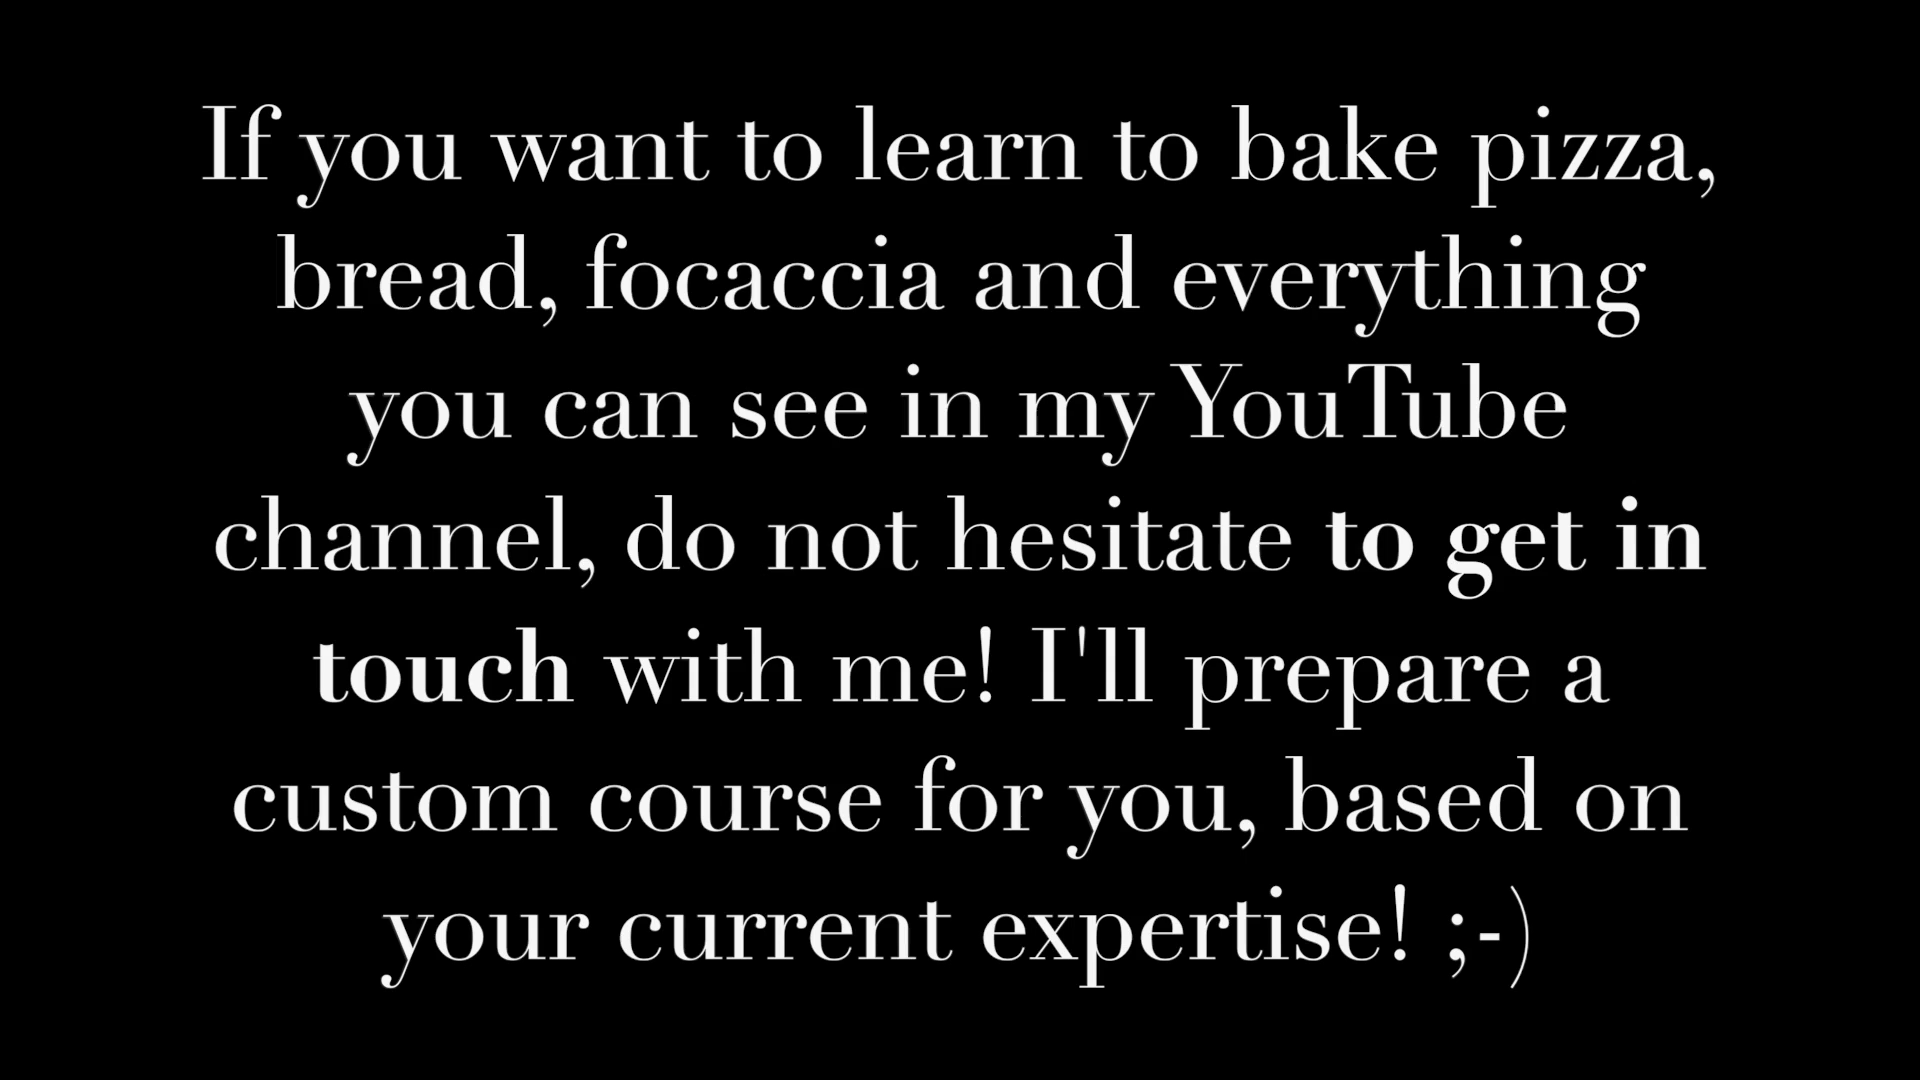 If you want to learn to bake pizza,
bread, focaccia and everything
you can see in my YouTube
channel, do not hesitate to get in
touch with me! I'll prepare a
custom course for you, based on
your current expertise! ;-)